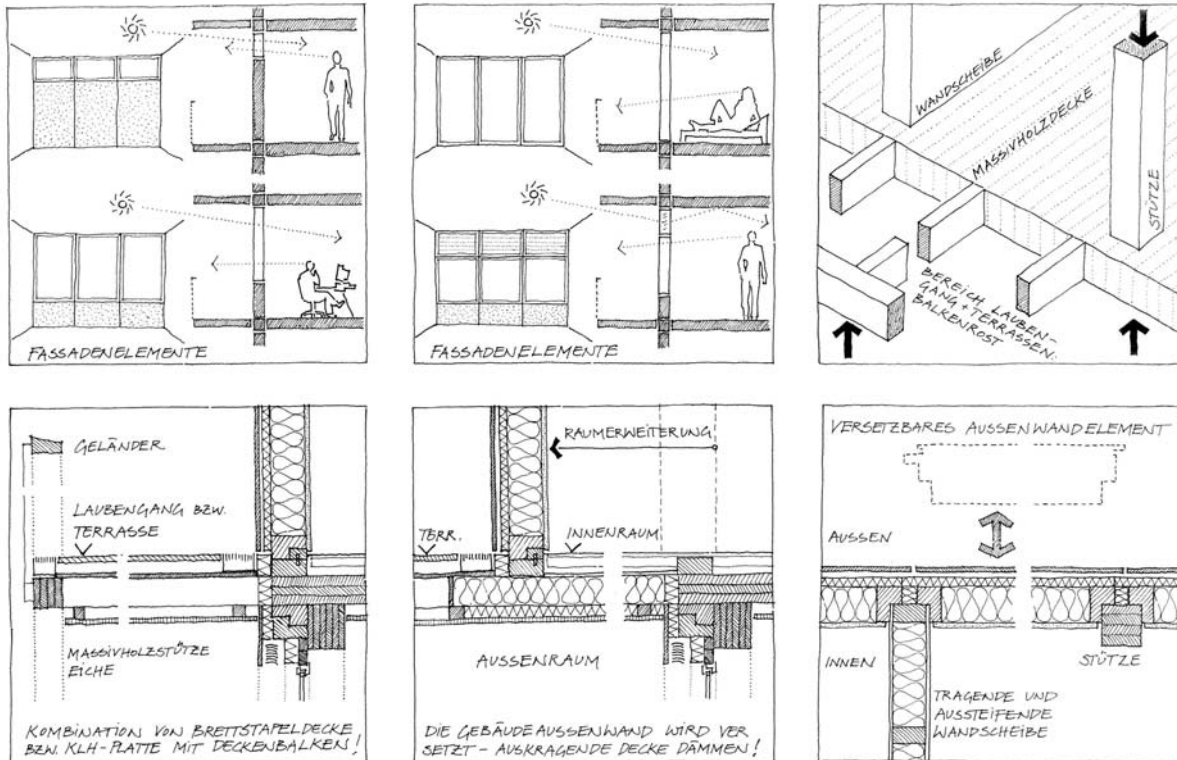 FASSADENELEMENTE
FASSADENELEMENTE
WANDSCHEIBE
MASSIVHOLZDECKE
STÜTZE
BEREICH LAUBEN-
GANG + TERRASSEN:
BALKENROST
GELÄNDER
LAUBENGANG BZW.
TERRASSE
MASSIVHOLZSTÜTZE
EICHE
KOMBINATION VON BRETTSTAPELDECKE
BZW. KLH-PLATTE MIT DECKENBALKEN!
RAUMERWEITERUNG
TERR.
INNENRAUM
AUSSENRAUM
DIE GEBÄUDEAUSSENWAND WIRD VER
SETZT - AUSKRAGENDE DECKE DÄMMEN!
VERSETZBARES AUSSENWANDELEMENT
AUSSEN
INNEN
STÜTZE
TRAGENDE UND
AUSSTEIFENDE
WANDSCHEIBE